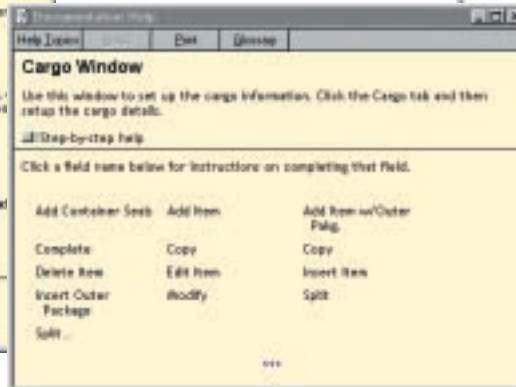 Documentation Help
Help Topics Print Glossary
Cargo Window
Use this window to set up the cargo information. Click the Cargo tab and then
setup the cargo details.
Step-by-step help
Click a field name below for instructions on completing that field.
Add Container Seals Add Item Add Item w/Outer
Pakg.
Complete Copy Copy
Delete Item Edit Item Insert Item
Insert Outer Modify Split
Package
Split...
***